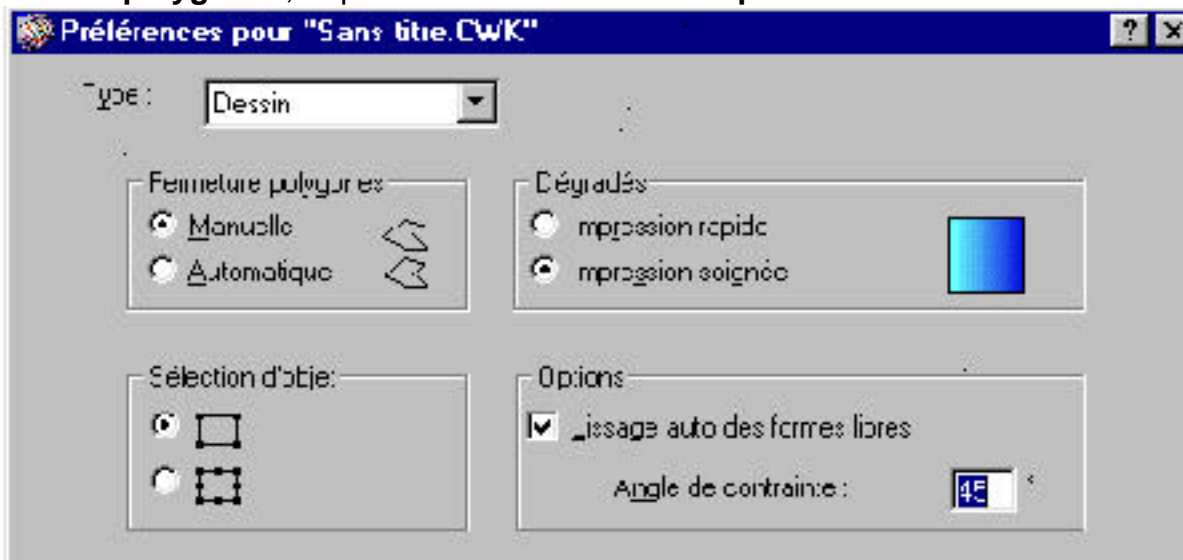 Préférences pour "Sans titre.CWK"
Type :
Dessin
Fermeture polygones
Manuelle
Automatique
Dégradés
Impression rapide
Impression soignée
Sélection d'objet
Options
Lissage auto des formes libres
Angle de contrainte :
45 °